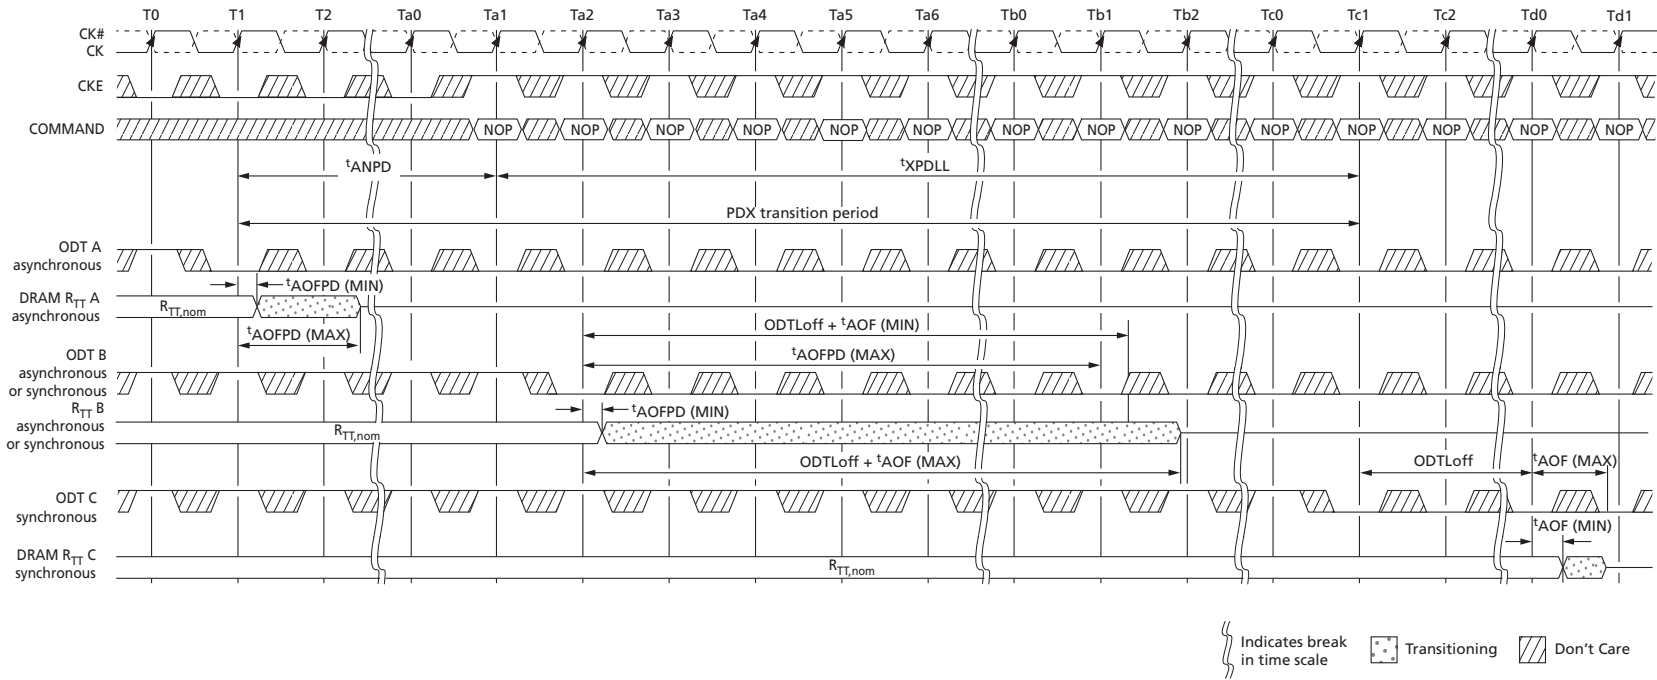 T0 T1 T2 Ta0 Ta1 Ta2 Ta3 Ta4 Ta5 Ta6 Tb0 Tb1 Tb2 Tc0 Tc1 Tc2 Td0 Td1
CK#
CK
CKE
COMMAND
NOP NOP NOP NOP NOP NOP NOP NOP NOP NOP NOP NOP NOP NOP
tANPD
tXPDLL
PDX transition period
ODT A
asynchronous
tAOFPD (MIN)
DRAM RTT A
asynchronous
RTT,nom
tAOFPD (MAX)
ODTLoff + tAOF (MIN)
tAOFPD (MAX)
ODT B
asynchronous
or synchronous
tAOFPD (MIN)
RTT B
asynchronous
or synchronous
RTT,nom
ODTLoff + tAOF (MAX)
ODTLoff
tAOF (MAX)
ODT C
synchronous
tAOF (MIN)
DRAM RTT C
synchronous
RTT,nom
Indicates break
in time scale
Transitioning
Don't Care